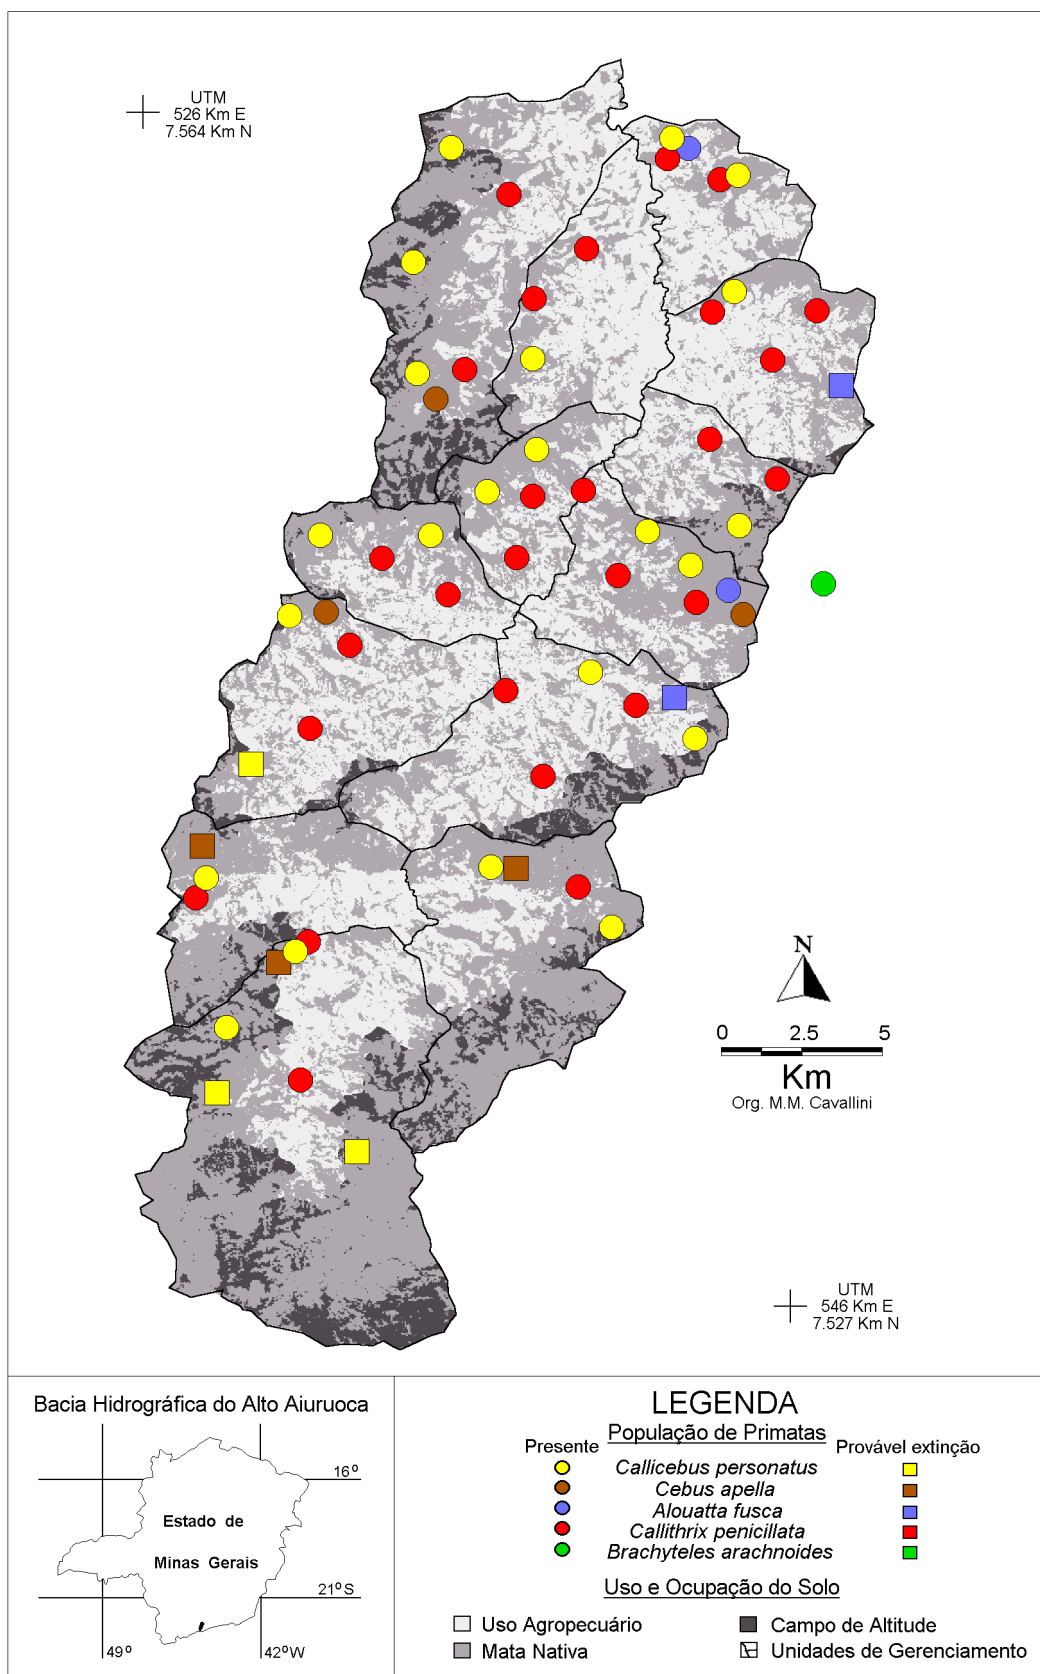 UTM
526 Km E
7.564 Km N
N
0 2.5 5
Km
Org. M.M. Cavallini
UTM
546 Km E
7.527 Km N
Bacia Hidrográfica do Alto Aiuruoca
16º
Estado de
Minas Gerais
21ºS
49º
42ºW
LEGENDA
População de Primatas
Presente
Provável extinção
Callicebus personatus
Cebus apella
Alouatta fusca
Callithrix penicillata
Brachyteles arachnoides
Uso e Ocupação do Solo
Uso Agropecuário
Campo de Altitude
Mata Nativa
Unidades de Gerenciamento